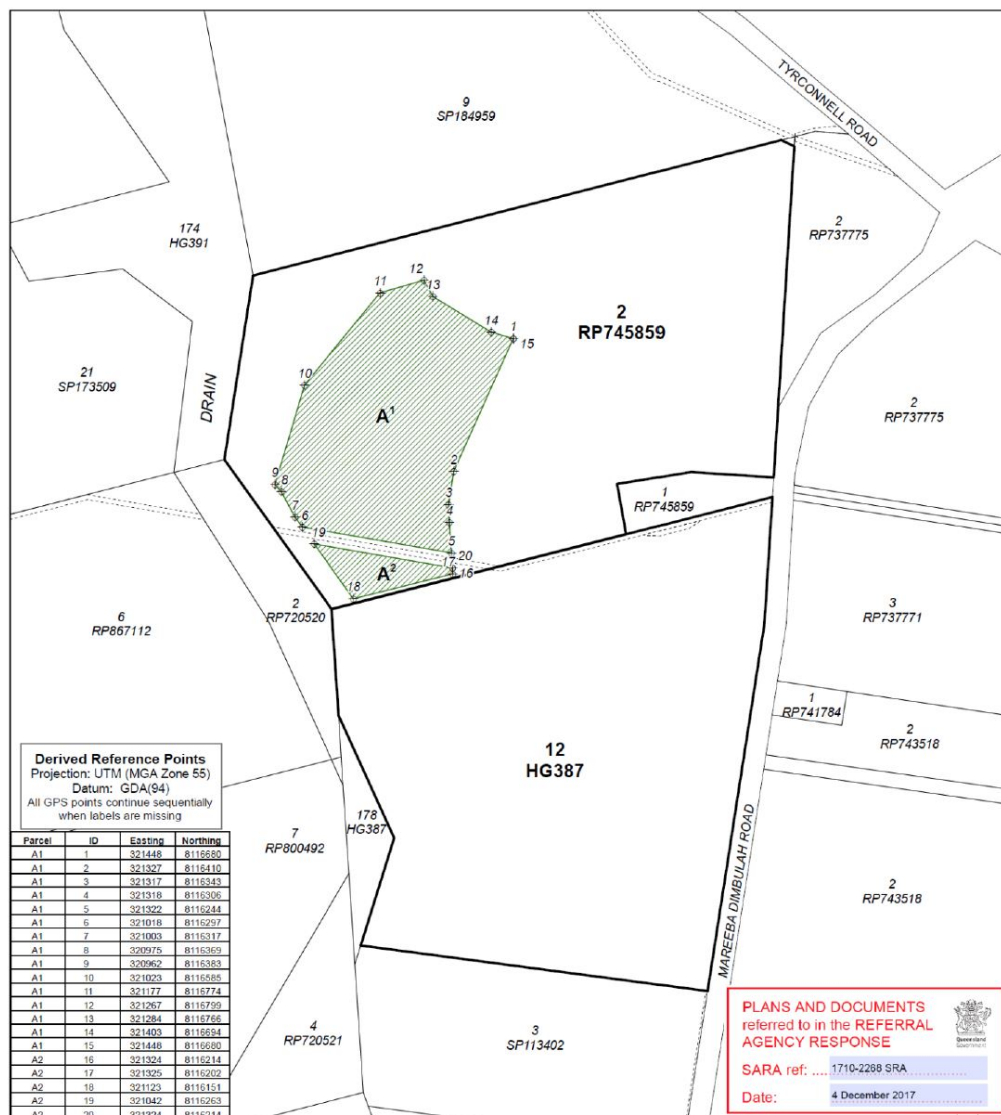 TYRCONNELL ROAD
9
SP184959
174
HG391
2
RP737775
12
11
13
14
1
15
2
RP745859
21
SP173509
DRAIN
10
A¹
2
RP737775
9
8
2
7
3
6
4
1
RP745859
19
5
20
17
16
A²
18
6
RP867112
2
RP720520
3
RP737771
1
RP741784
2
RP743518
12
HG387
178
HG387
7
RP800492
MAREEBA DIMBULAH ROAD
2
RP743518
4
RP720521
3
SP113402
Derived Reference Points
Projection: UTM (MGA Zone 55)
Datum: GDA(94)
All GPS points continue sequentially
when labels are missing
Parcel ID Easting Northing
A1 1 321448 8116680
A1 2 321327 8116410
A1 3 321317 8116343
A1 4 321318 8116306
A1 5 321322 8116244
A1 6 321018 8116297
A1 7 321003 8116317
A1 8 320975 8116369
A1 9 320962 8116383
A1 10 321023 8116585
A1 11 321177 8116774
A1 12 321267 8116799
A1 13 321284 8116766
A1 14 321403 8116694
A1 15 321448 8116680
A2 16 321324 8116214
A2 17 321325 8116202
A2 18 321123 8116151
A2 19 321042 8116263
A2 20 321324 8116214
PLANS AND DOCUMENTS
referred to in the REFERRAL
AGENCY RESPONSE
Queensland
Government
SARA ref: 1710-2268 SRA
Date: 4 December 2017